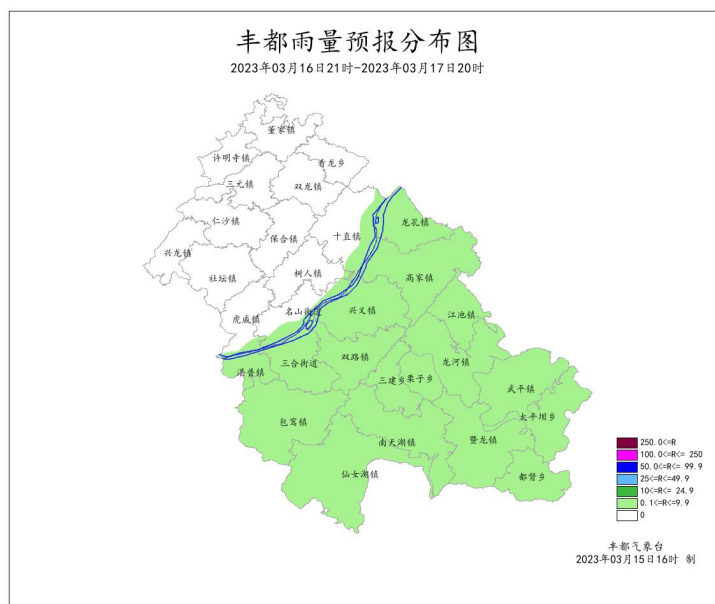 丰都雨量预报分布图
2023年03月16日21时-2023年03月17日20时
董家镇
许明寺镇
青龙乡
三元镇
双龙镇
仁沙镇
龙孔镇
保合镇
十直镇
兴龙镇
树人镇
高家镇
社坛镇
名山街道
兴义镇
江池镇
虎威镇
双路镇
三合街道
龙河镇
湛普镇
三建乡
栗子乡
武平镇
太平坝乡
包鸾镇
南天湖镇
暨龙镇
仙女湖镇
都督乡
250.0<=R
100.0<R<= 250
50.0<R<= 99.9
25<=R<=49.9
10<=R<= 24.9
0.1<=R<=9.9
0
丰都气象台
2023年03月15日16时 制